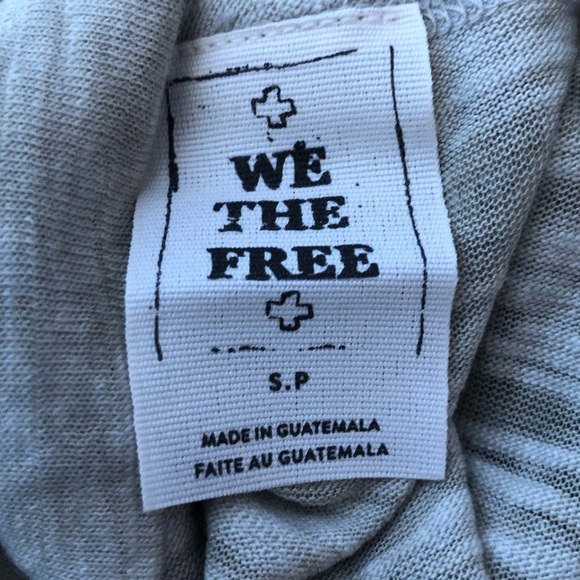 WE
THE
FREE
S.P
MADE IN GUATEMALA
FAITE AU GUATEMALA